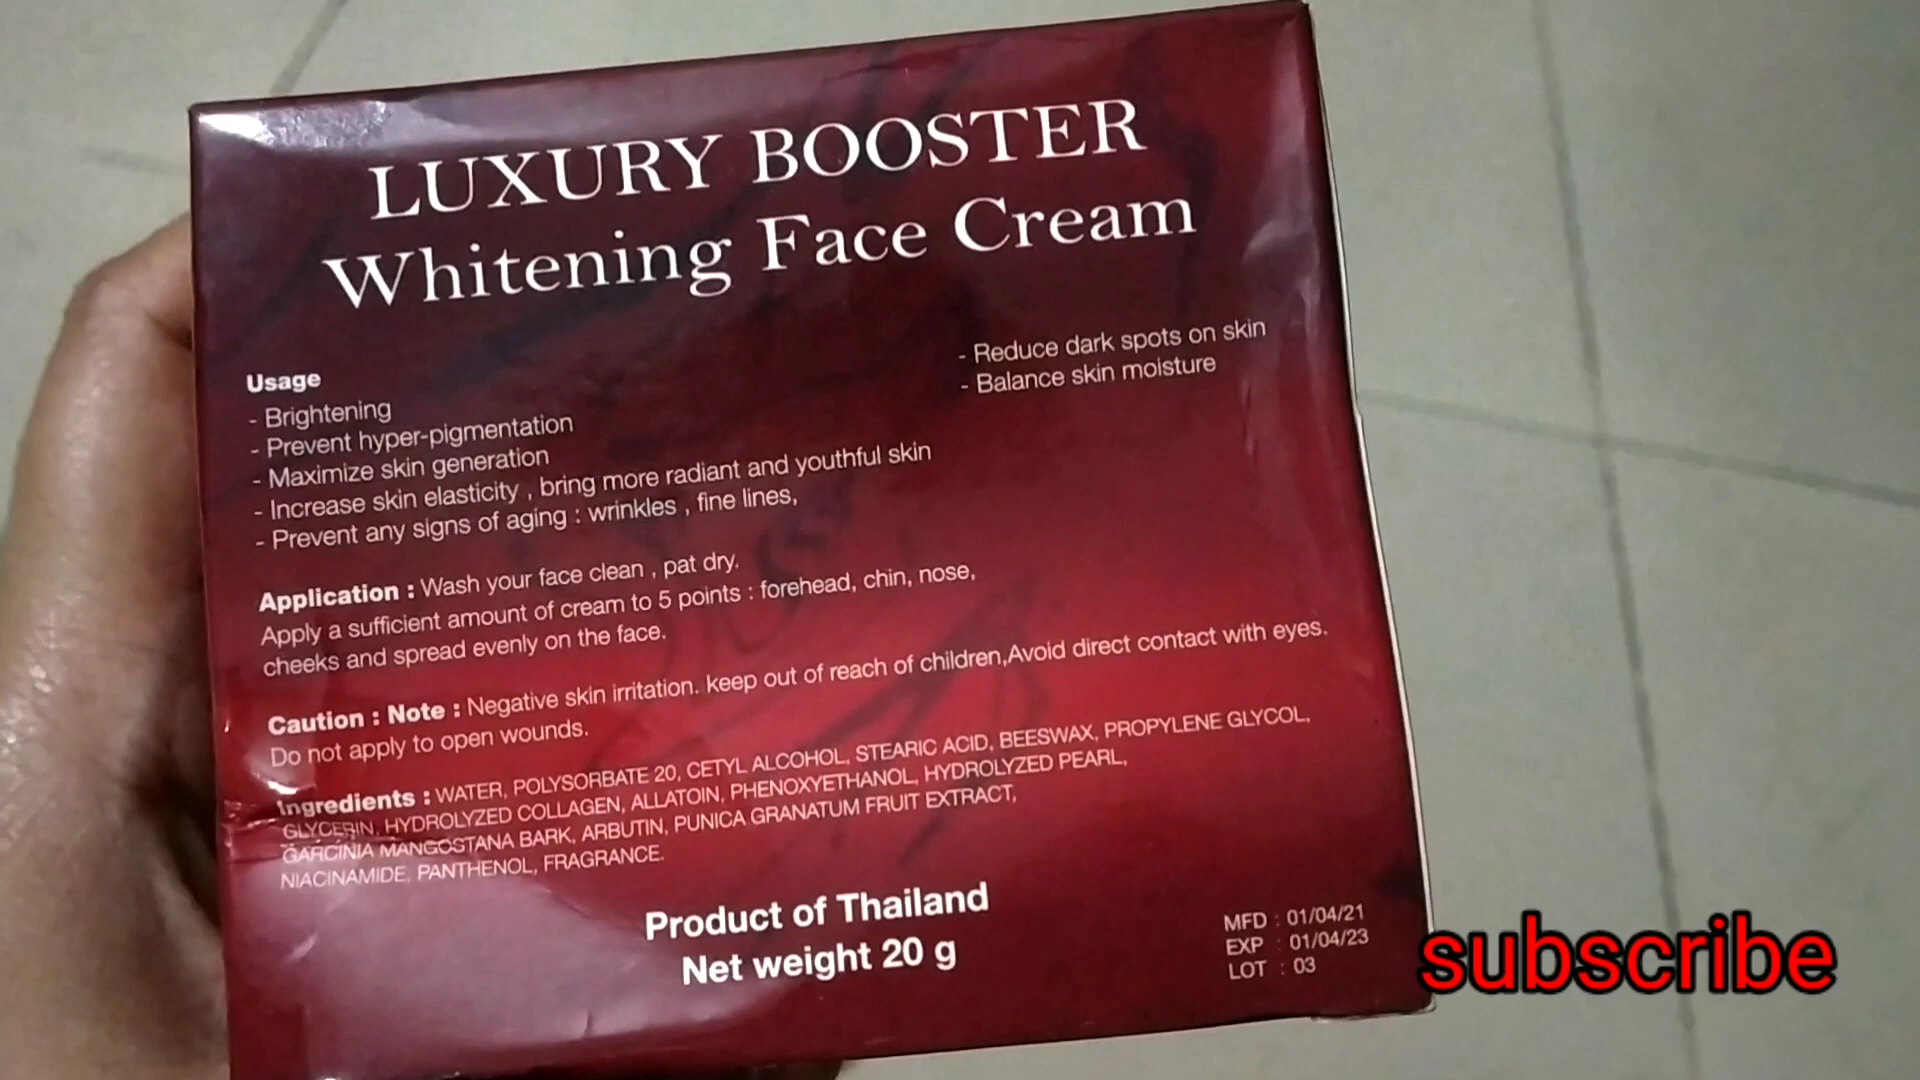 LUXURY BOOSTER
Whitening Face Cream
Usage
- Brightening
- Prevent hyper-pigmentation
- Maximize skin generation
- Increase skin elasticity , bring more radiant and youthful skin
- Prevent any signs of aging : wrinkles , fine lines,
- Reduce dark spots on skin
- Balance skin moisture
Application : Wash your face clean , pat dry.
Apply a sufficient amount of cream to 5 points : forehead, chin, nose,
cheeks and spread evenly on the face.
Caution : Note : Negative skin irritation. keep out of reach of children,Avoid direct contact with eyes.
Do not apply to open wounds.
Ingredients : WATER, POLYSORBATE 20, CETYL ALCOHOL, STEARIC ACID, BEESWAX, PROPYLENE GLYCOL,
GLYCERIN, HYDROLYZED COLLAGEN, ALLATOIN, PHENOXYETHANOL, HYDROLYZED PEARL,
GARCINIA MANGOSTANA BARK, ARBUTIN, PUNICA GRANATUM FRUIT EXTRACT,
NIACINAMIDE, PANTHENOL, FRAGRANCE.
Product of Thailand
Net weight 20 g
MFD : 01/04/21
EXP : 01/04/23
LOT : 03
subscribe